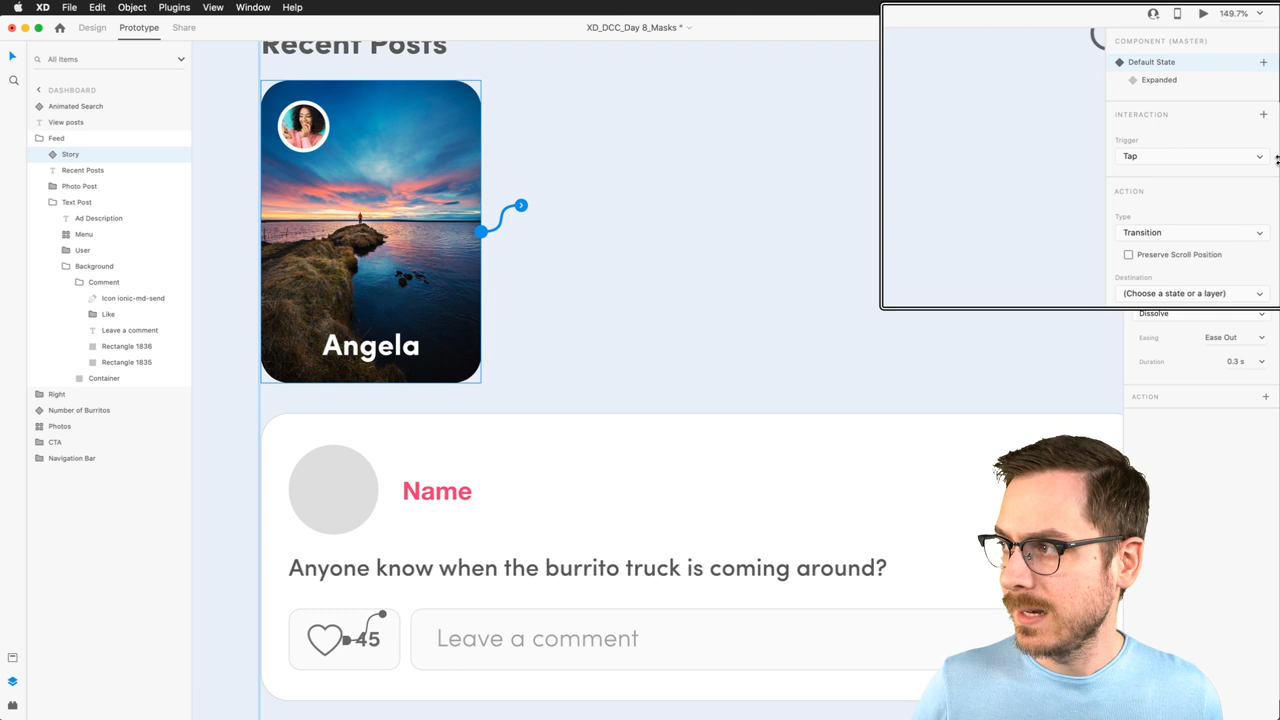 XD File Edit Object Plugins View Window Help
Design Prototype Share
XD_DCC_Day 8_Masks *
149.7%
All Items
DASHBOARD
Animated Search
View posts
Feed
Story
Recent Posts
Photo Post
Text Post
Ad Description
Menu
User
Background
Comment
Icon ionic-md-send
Like
Leave a comment
Rectangle 1836
Rectangle 1835
Container
Right
Number of Burritos
Photos
CTA
Navigation Bar
Recent Posts
Angela
Name
Anyone know when the burrito truck is coming around?
45
Leave a comment
COMPONENT (MASTER)
Default State
Expanded
INTERACTION
Trigger
Tap
ACTION
Type
Transition
Preserve Scroll Position
Destination
(Choose a state or a layer)
Dissolve
Easing Ease Out
Duration 0.3 s
ACTION